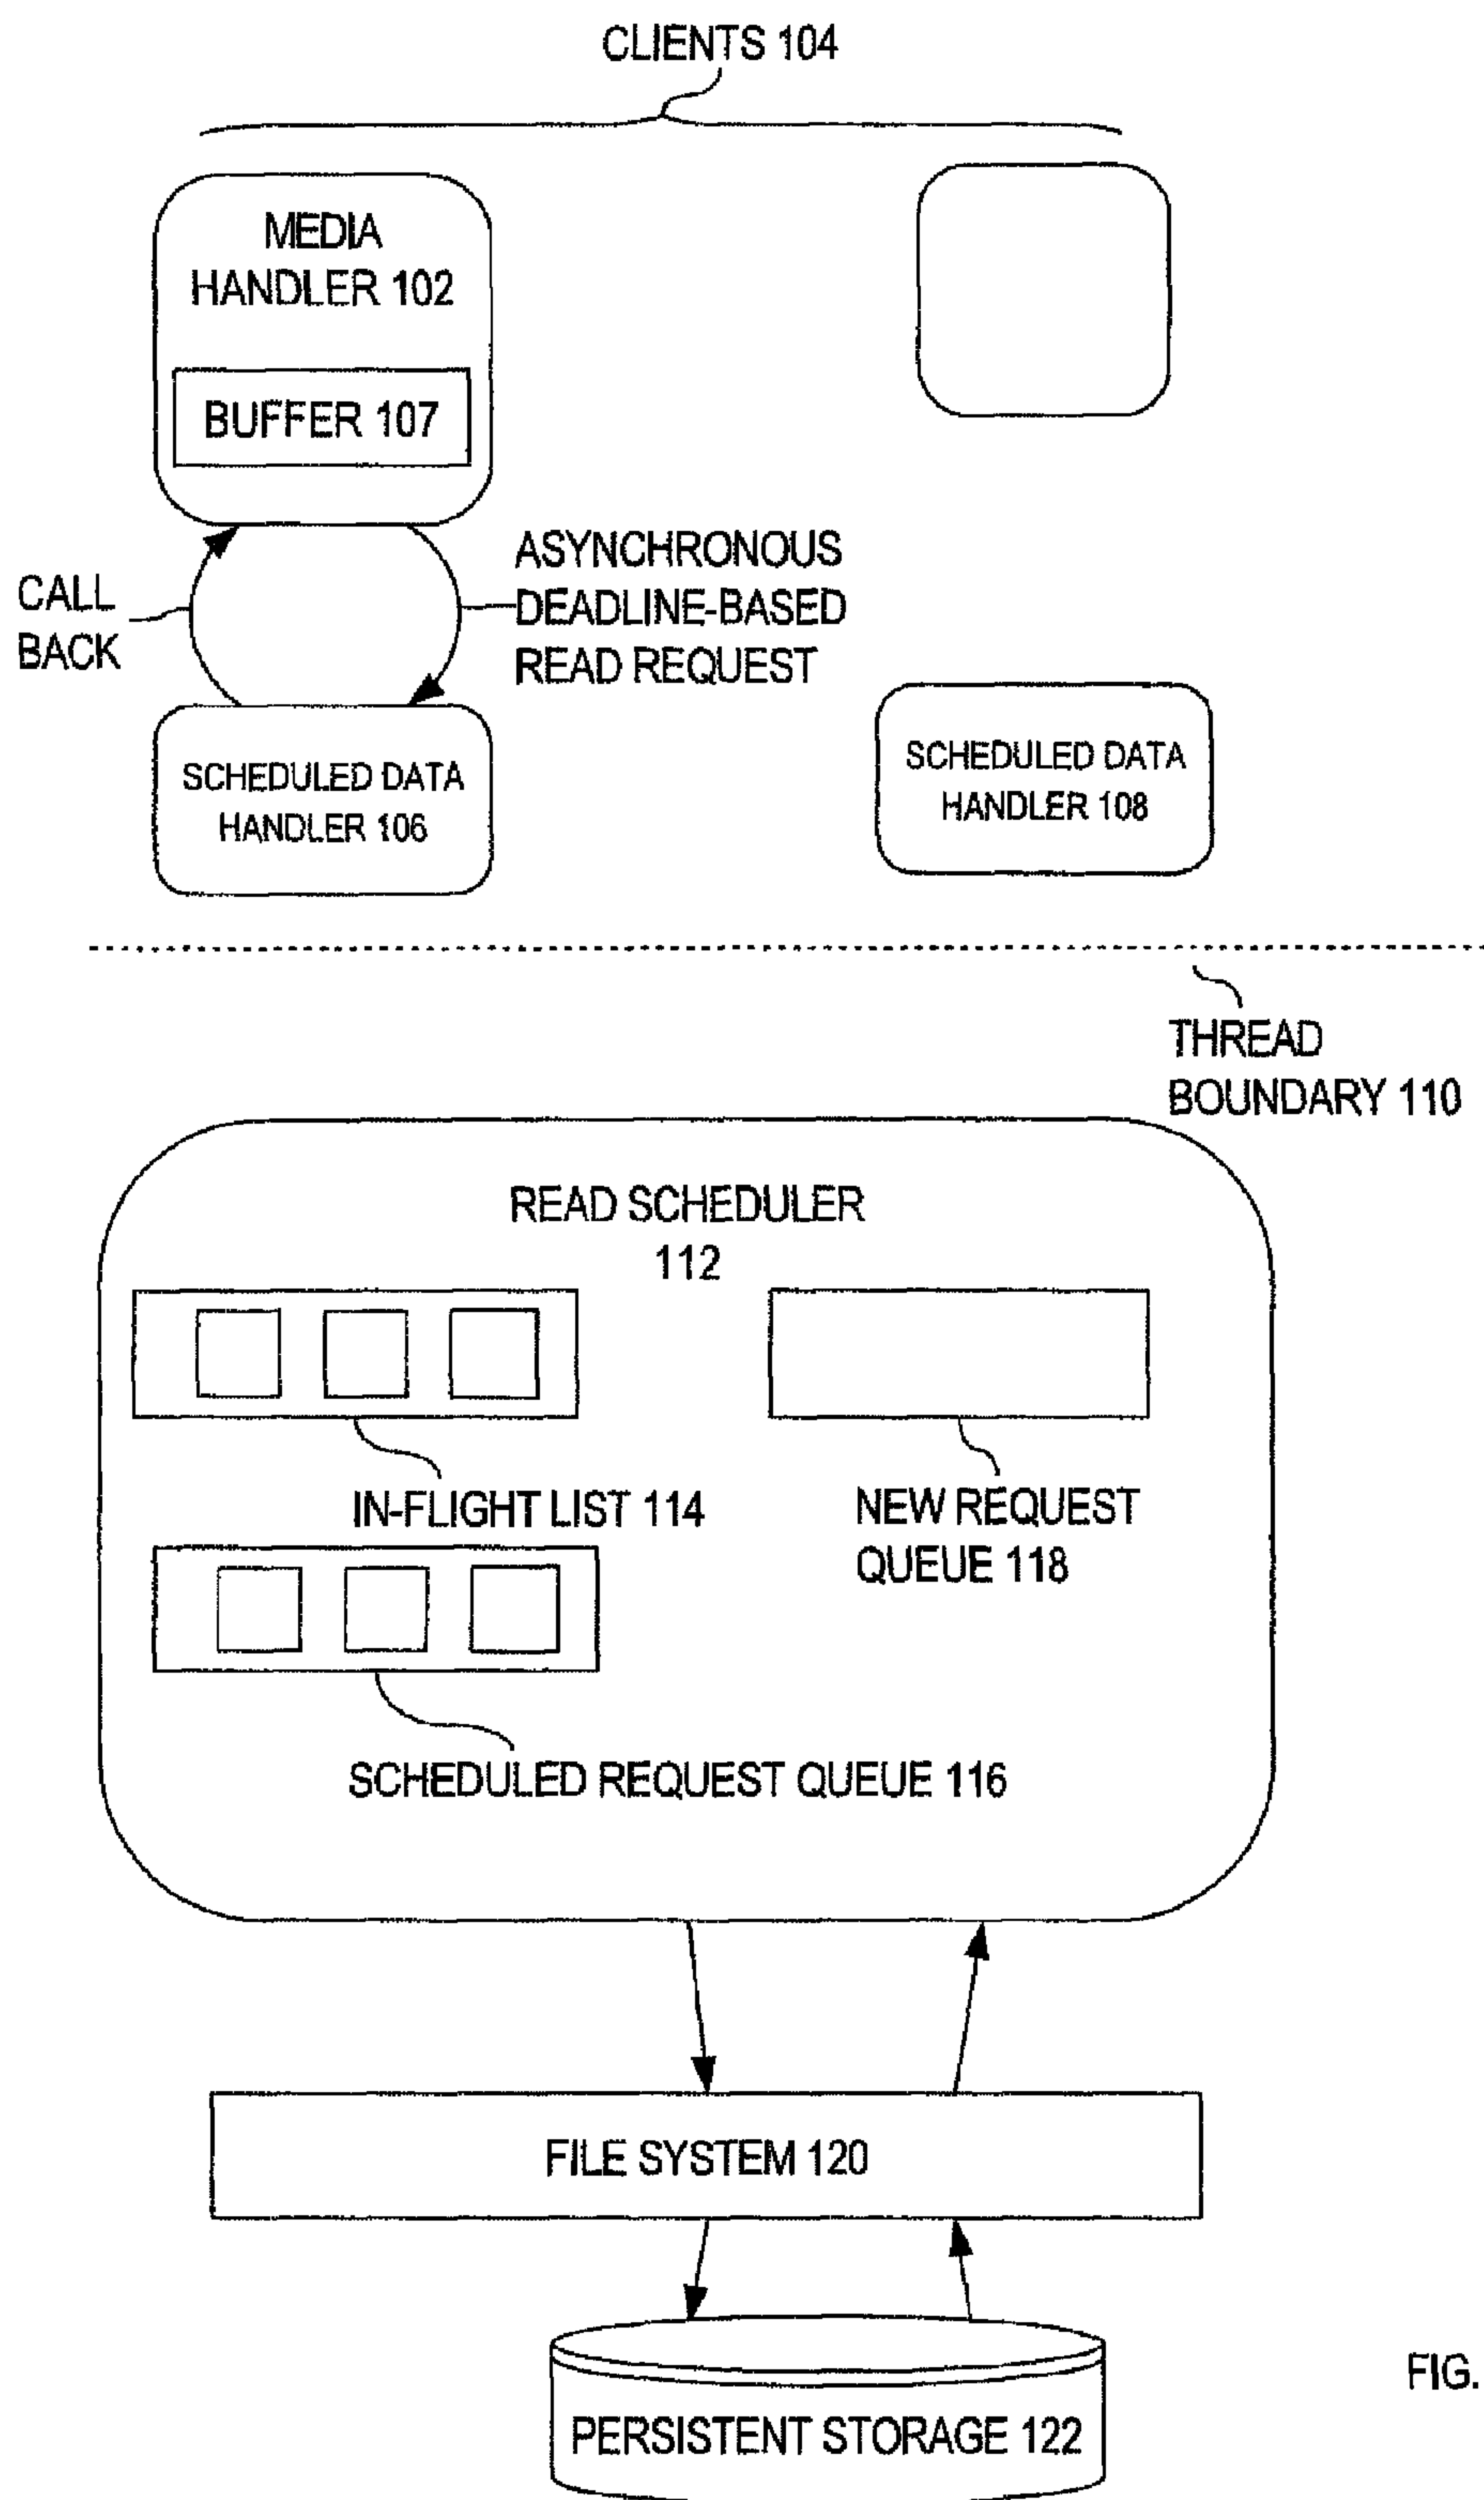 CLIENTS 104
MEDIA
HANDLER 102
BUFFER 107
CALL
BACK
ASYNCHRONOUS
DEADLINE-BASED
READ REQUEST
SCHEDULED DATA
HANDLER 106
SCHEDULED DATA
HANDLER 108
THREAD
BOUNDARY 110
READ SCHEDULER
112
IN-FLIGHT LIST 114
NEW REQUEST
QUEUE 118
SCHEDULED REQUEST QUEUE 116
FILE SYSTEM 120
PERSISTENT STORAGE 122
FIG.